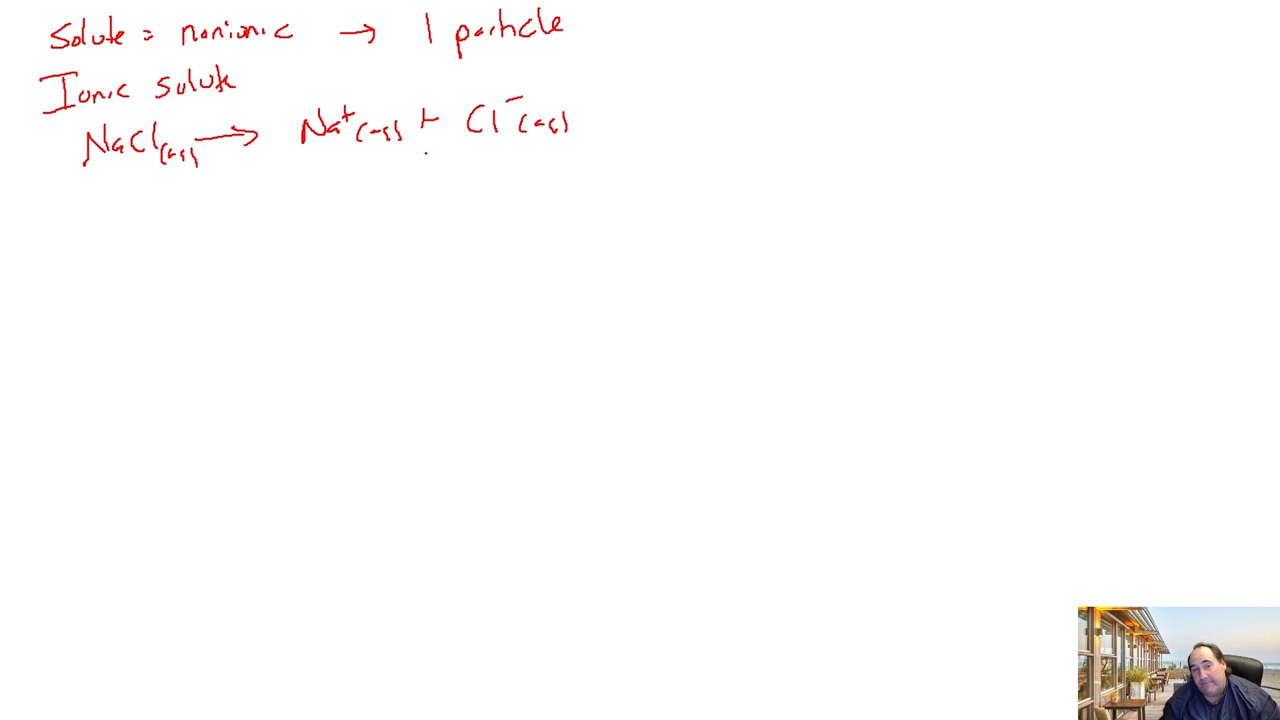 Solute = nonionic → 1 particle
Ionic solute
NaCl(aq) → Na⁺(aq) + Cl⁻(aq)